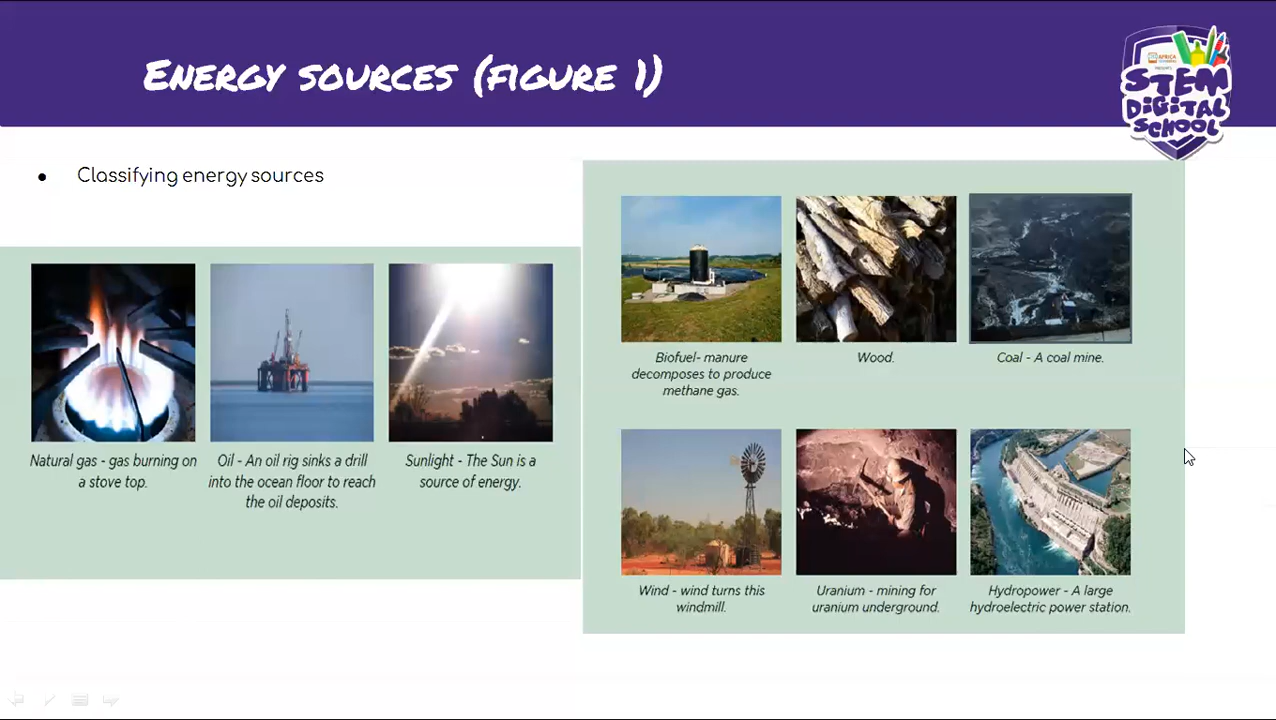 ENERGY SOURCES (FIGURE 1)
AFRICA
STEM
DIGITAL
SCHOOL
● Classifying energy sources
Natural gas - gas burning on
a stove top.
Oil - An oil rig sinks a drill
into the ocean floor to reach
the oil deposits.
Sunlight - The Sun is a
source of energy.
Biofuel- manure
decomposes to produce
methane gas.
Wood.
Coal - A coal mine.
Wind - wind turns this
windmill.
Uranium - mining for
uranium underground.
Hydropower - A large
hydroelectric power station.